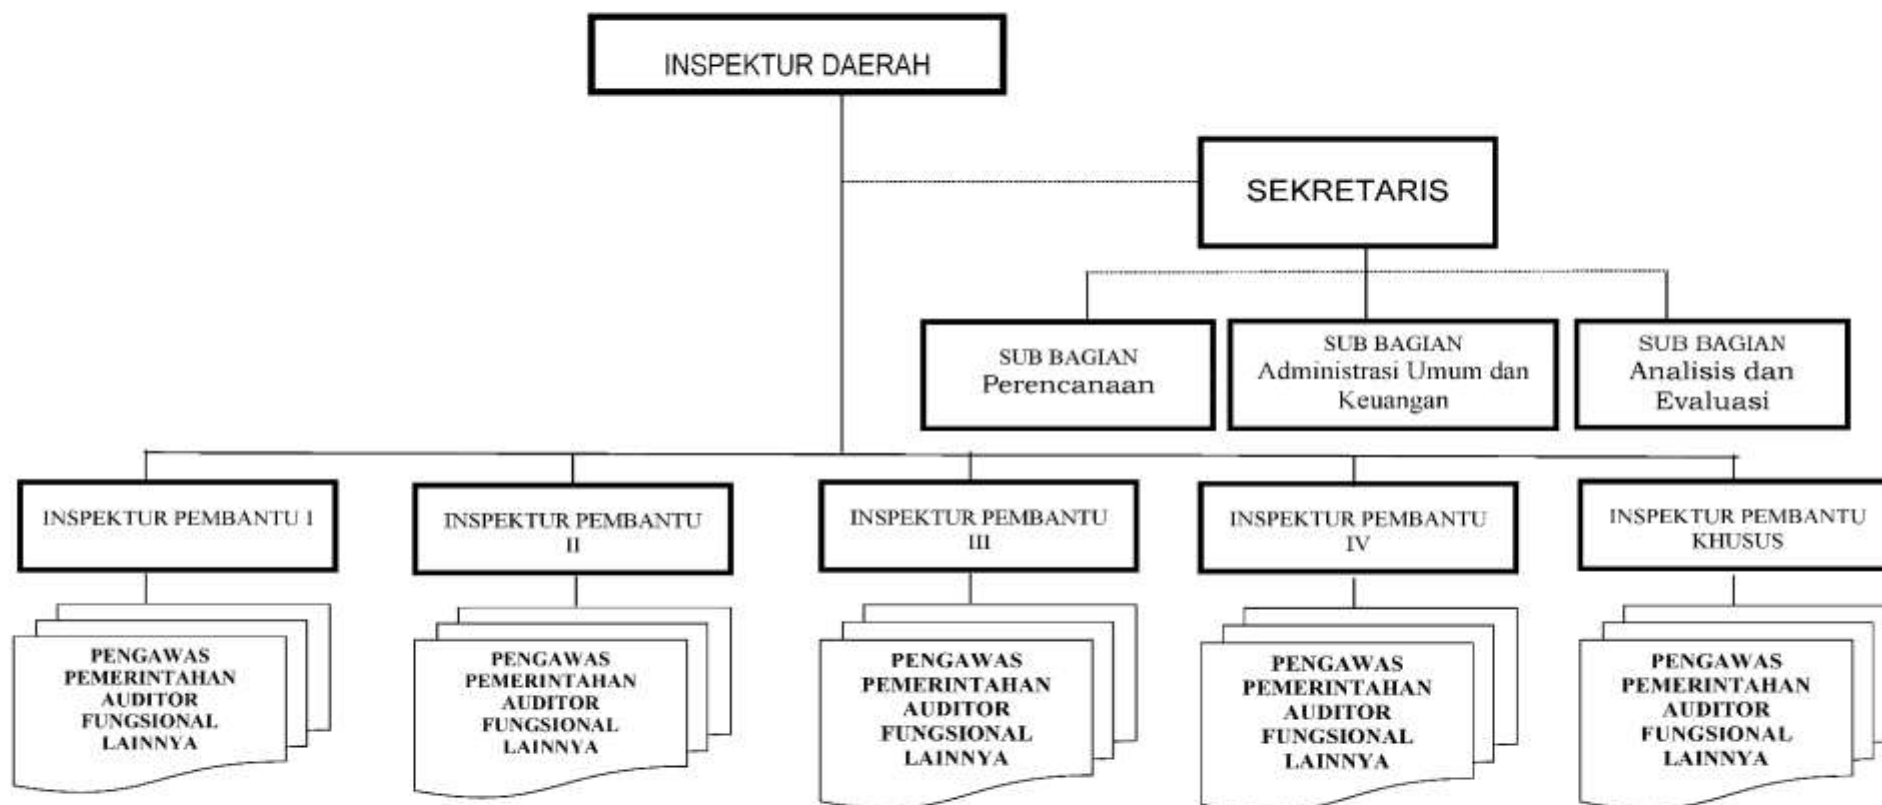 INSPEKTUR DAERAH
SEKRETARIS
SUB BAGIAN
Perencanaan
SUB BAGIAN
Administrasi Umum dan
Keuangan
SUB BAGIAN
Analisis dan
Evaluasi
INSPEKTUR PEMBANTU I
INSPEKTUR PEMBANTU
II
INSPEKTUR PEMBANTU
III
INSPEKTUR PEMBANTU
IV
INSPEKTUR PEMBANTU
KHUSUS
PENGAWAS
PEMERINTAHAN
AUDITOR
FUNGSIONAL
LAINNYA
PENGAWAS
PEMERINTAHAN
AUDITOR
FUNGSIONAL
LAINNYA
PENGAWAS
PEMERINTAHAN
AUDITOR
FUNGSIONAL
LAINNYA
PENGAWAS
PEMERINTAHAN
AUDITOR
FUNGSIONAL
LAINNYA
PENGAWAS
PEMERINTAHAN
AUDITOR
FUNGSIONAL
LAINNYA